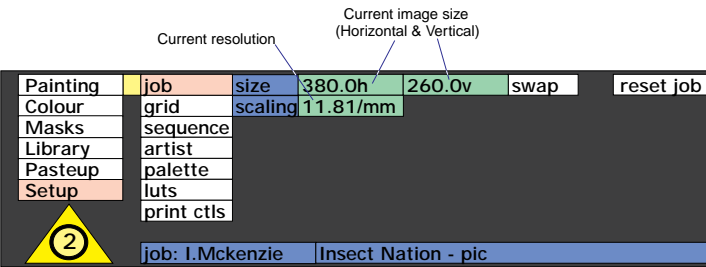 Current image size
(Horizontal & Vertical)
Current resolution
Painting job size 380.0h 260.0v swap reset job
Colour grid scaling 11.81/mm
Masks sequence
Library artist
Pasteup palette
Setup luts
print ctls
2
job: I.Mckenzie Insect Nation - pic